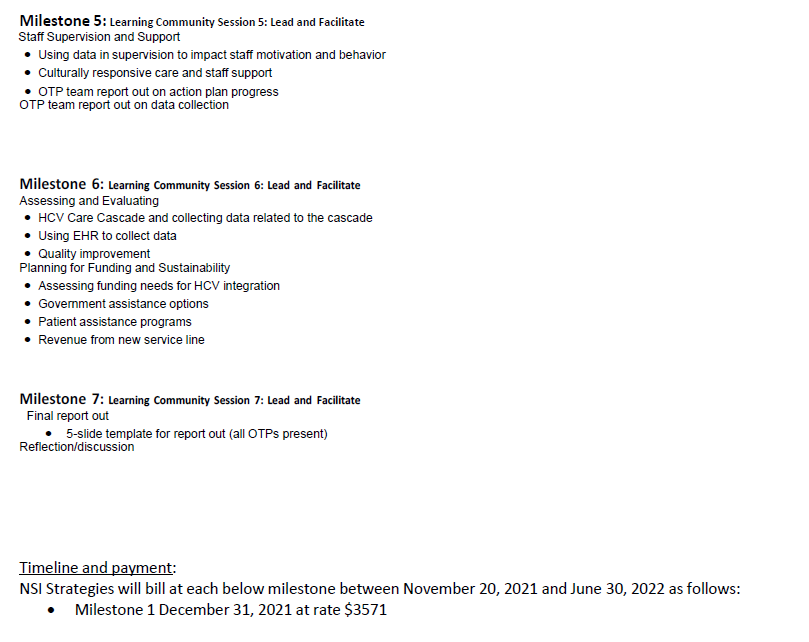 Milestone 5: Learning Community Session 5: Lead and Facilitate
Staff Supervision and Support
• Using data in supervision to impact staff motivation and behavior
• Culturally responsive care and staff support
• OTP team report out on action plan progress
OTP team report out on data collection
Milestone 6: Learning Community Session 6: Lead and Facilitate
Assessing and Evaluating
• HCV Care Cascade and collecting data related to the cascade
• Using EHR to collect data
• Quality improvement
Planning for Funding and Sustainability
• Assessing funding needs for HCV integration
• Government assistance options
• Patient assistance programs
• Revenue from new service line
Milestone 7: Learning Community Session 7: Lead and Facilitate
Final report out
• 5-slide template for report out (all OTPs present)
Reflection/discussion
Timeline and payment:
NSI Strategies will bill at each below milestone between November 20, 2021 and June 30, 2022 as follows:
• Milestone 1 December 31, 2021 at rate $3571